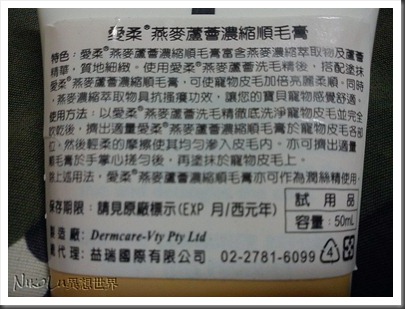 愛柔®燕麥蘆薈濃縮順毛膏
特色:愛柔®燕麥蘆薈濃縮順毛膏富含燕麥濃縮萃取物及蘆薈
精華,質地細緻。使用愛柔®燕麥蘆薈洗毛精後,搭配塗抹
愛柔®燕麥蘆薈濃縮順毛膏,可使寵物皮毛加倍亮麗柔順。同時
,燕麥濃縮萃取物具抗搔癢功效,讓您的寶貝寵物感覺舒適。
使用方法:以愛柔®燕麥蘆薈洗毛精徹底洗淨寵物皮毛並完全
吹乾後,擠出適量愛柔®燕麥蘆薈濃縮順毛膏於寵物皮毛各部
位,然後輕柔的摩擦使其均勻滲入皮毛內。亦可擠出適量
順毛膏於手掌心搓勻後,再塗抹於寵物皮毛上。
除上述用法,愛柔®燕麥蘆薈濃縮順毛膏亦可作為潤絲精使用
保存期限:請見原廠標示(EXP 月/西元年)
試用品
容量:50mL
製造廠:Dermcare-Vty Pty Ltd
總代理:益瑞國際有限公司 02-2781-6099
4
NikoLu異想世界